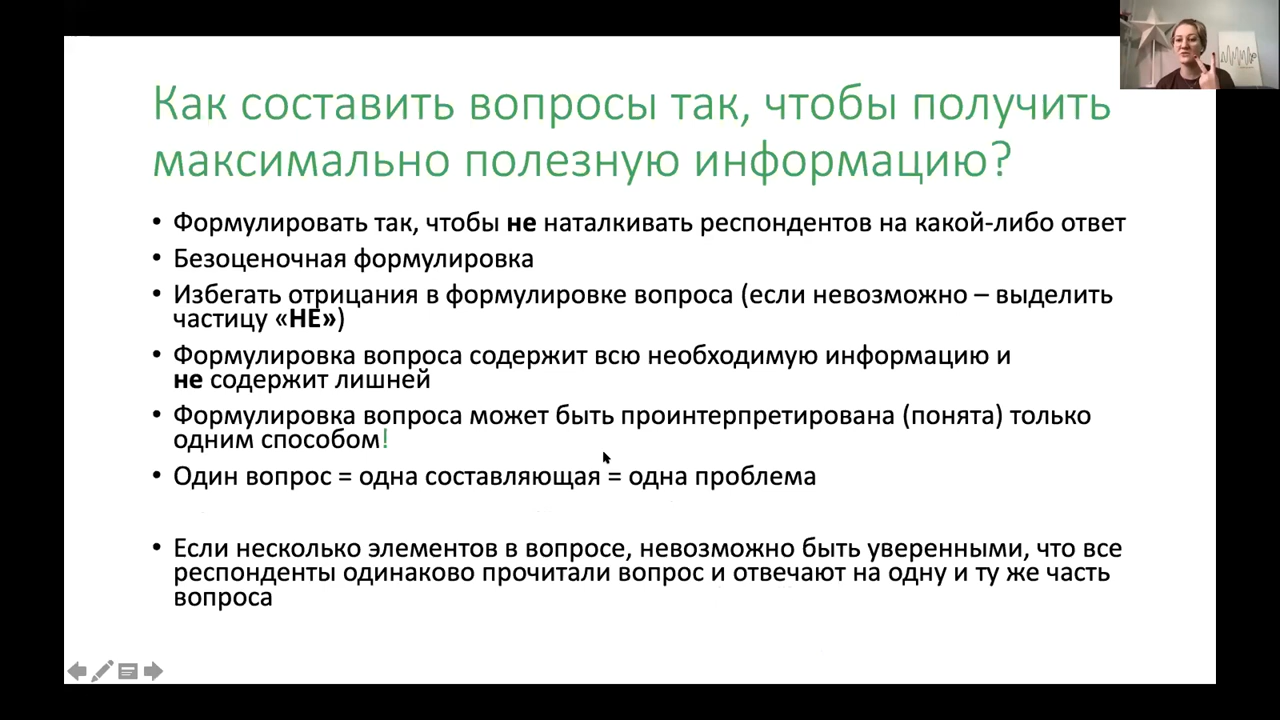 Как составить вопросы так, чтобы получить
максимально полезную информацию?
• Формулировать так, чтобы не наталкивать респондентов на какой-либо ответ
• Безоценочная формулировка
• Избегать отрицания в формулировке вопроса (если невозможно – выделить
частицу «НЕ»)
• Формулировка вопроса содержит всю необходимую информацию и
не содержит лишней
• Формулировка вопроса может быть проинтерпретирована (понята) только
одним способом!
• Один вопрос = одна составляющая = одна проблема
• Если несколько элементов в вопросе, невозможно быть уверенными, что все
респонденты одинаково прочитали вопрос и отвечают на одну и ту же часть
вопроса